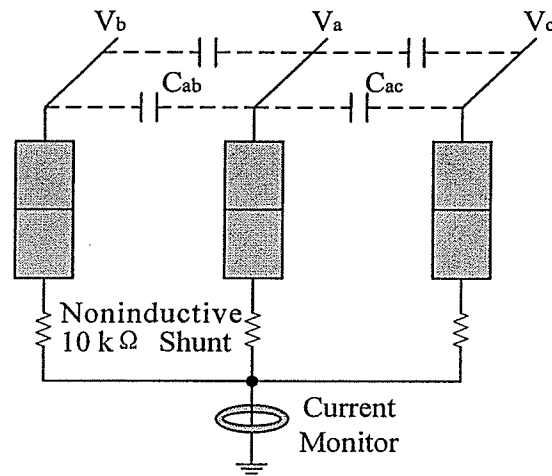 Vb Va Vc
Cab Cac
Noninductive
10 kΩ Shunt
Current
Monitor